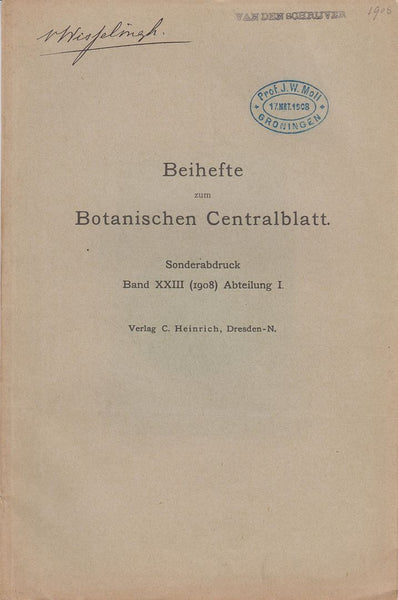 v Wisselingh.
VAN DEN SCHRIJVER
1908
Prof. J. W. Moll
17.MRT.1908
GRONINGEN
Beihefte
zum
Botanischen Centralblatt.
Sonderabdruck
Band XXIII (1908) Abteilung I.
Verlag C. Heinrich, Dresden-N.